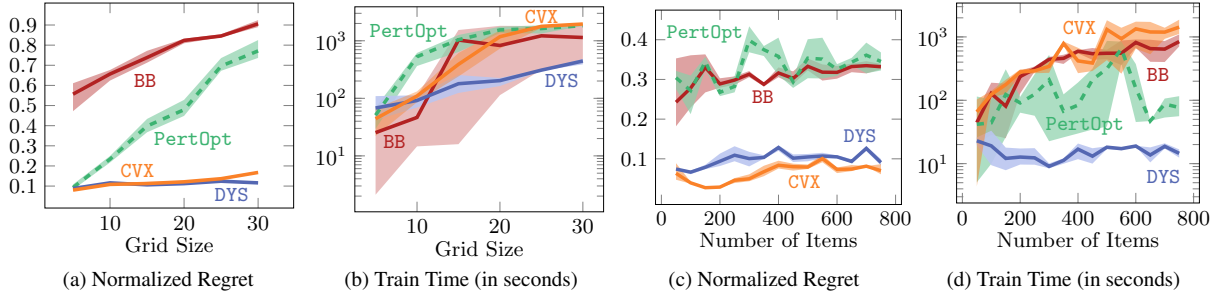 0.9
0.8
0.7
0.6
0.5
0.4
0.3
0.2
0.1
BB
PertOpt
CVX
DYS
10 20 30
Grid Size
(a) Normalized Regret
10³
10²
10¹
PertOpt
CVX
DYS
BB
10 20 30
Grid Size
(b) Train Time (in seconds)
0.4
0.3
0.2
0.1
PertOpt
BB
DYS
CVX
0 200 400 600 800
Number of Items
(c) Normalized Regret
10³
10²
10¹
CVX
BB
PertOpt
DYS
0 200 400 600 800
Number of Items
(d) Train Time (in seconds)